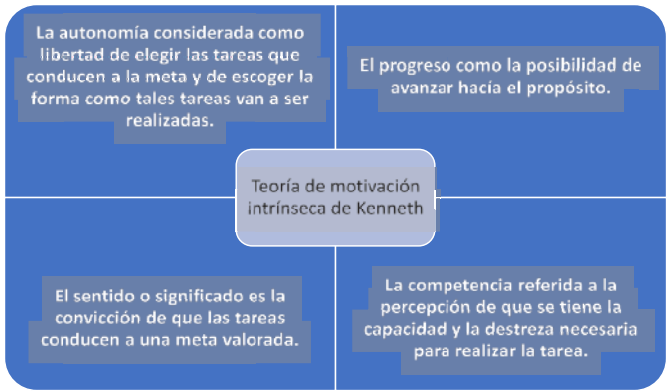 La autonomía considerada como
libertad de elegir las tareas que
conducen a la meta y de escoger la
forma como tales tareas van a ser
realizadas.
El progreso como la posibilidad de
avanzar hacía el propósito.
Teoría de motivación
intrínseca de Kenneth
El sentido o significado es la
convicción de que las tareas
conducen a una meta valorada.
La competencia referida a la
percepción de que se tiene la
capacidad y la destreza necesaria
para realizar la tarea.